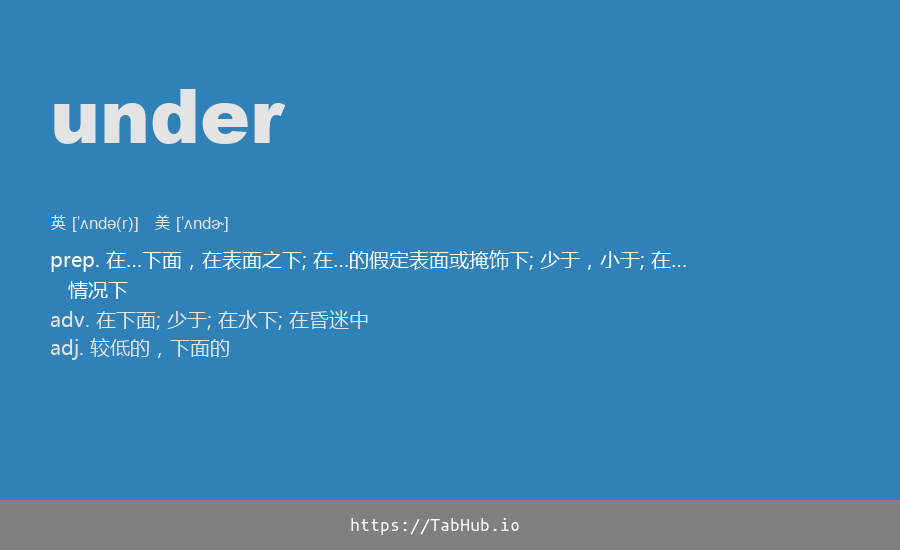 under
英 [ˈʌndə(r)] 美 [ˈʌndɚ]
prep. 在...下面，在表面之下; 在...的假定表面或掩饰下; 少于，小于; 在...
情况下
adv. 在下面; 少于; 在水下; 在昏迷中
adj. 较低的，下面的
https://TabHub.io